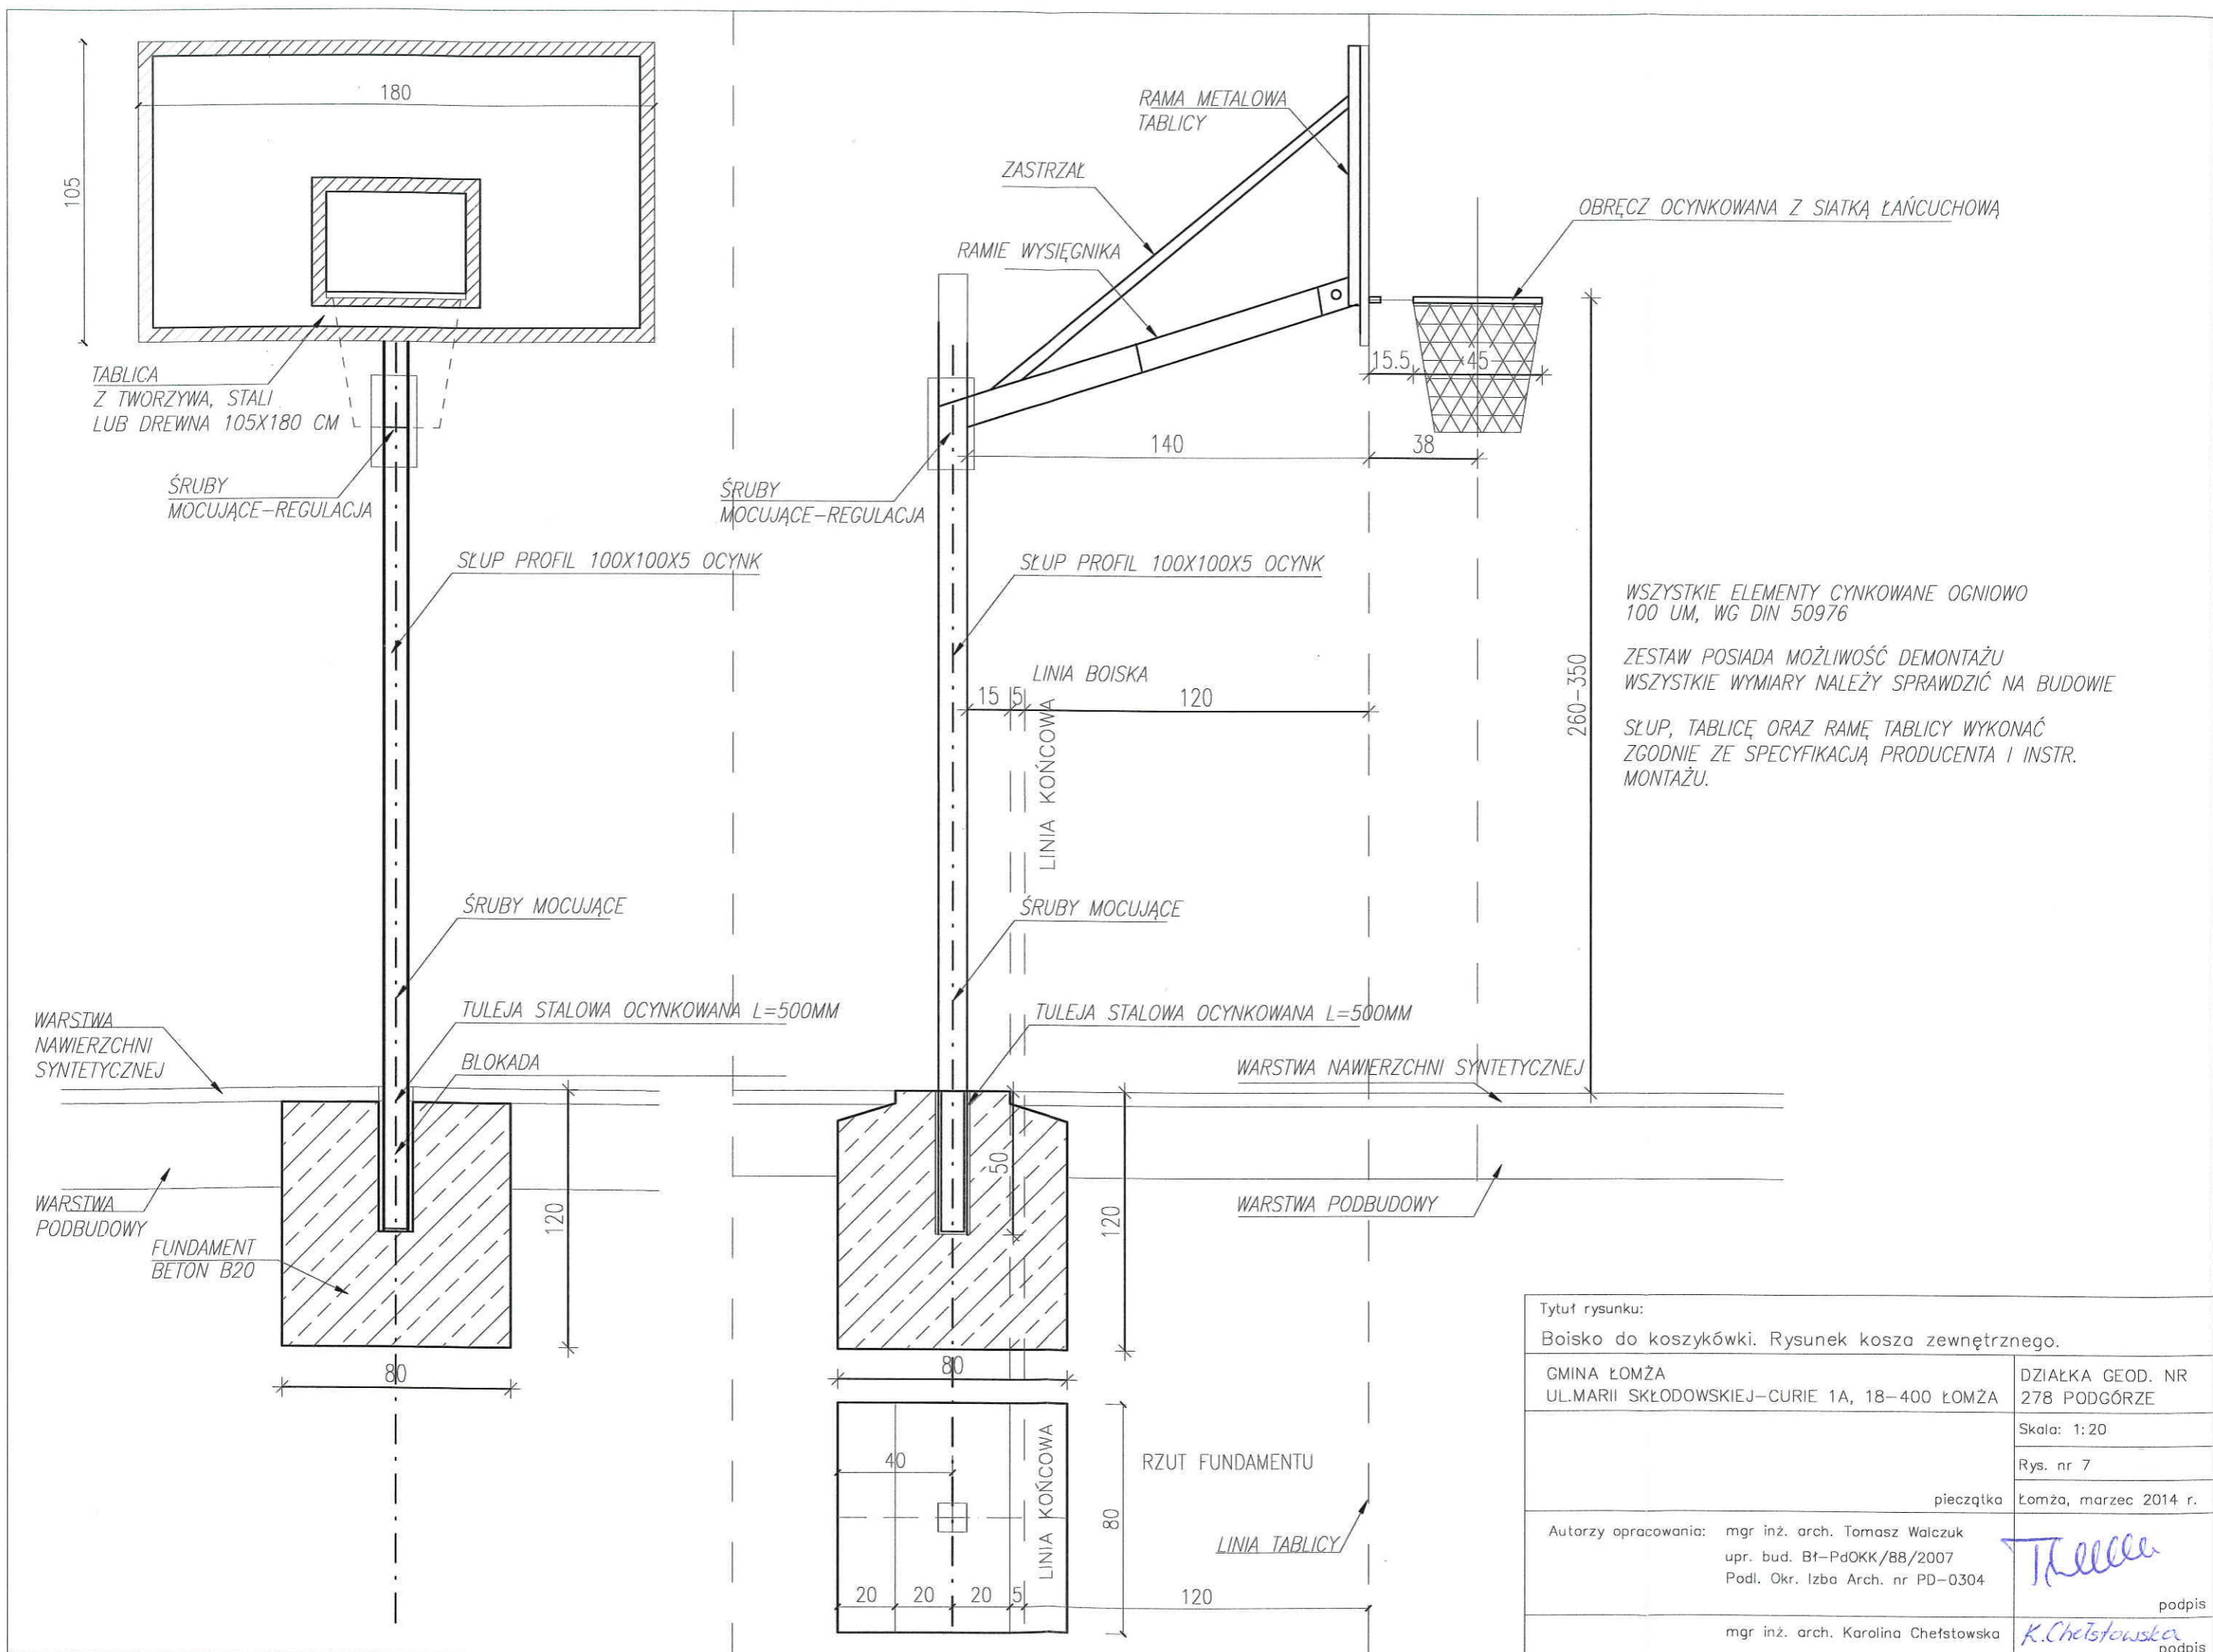 180
105
TABLICA
Z TWORZYWA, STALI
LUB DREWNA 105X180 CM
ŚRUBY
MOCUJĄCE-REGULACJA
SŁUP PROFIL 100X100X5 OCYNK
ŚRUBY MOCUJĄCE
TULEJA STALOWA OCYNKOWANA L=500MM
BLOKADA
WARSTWA
NAWIERZCHNI
SYNTETYCZNEJ
WARSTWA
PODBUDOWY
FUNDAMENT
BETON B20
120
80
RAMA METALOWA
TABLICY
ZASTRZAŁ
RAMIE WYSIĘGNIKA
OBRĘCZ OCYNKOWANA Z SIATKĄ ŁAŃCUCHOWĄ
15.5
45
140
38
ŚRUBY
MOCUJĄCE-REGULACJA
SŁUP PROFIL 100X100X5 OCYNK
LINIA BOISKA
15
5
120
LINIA KOŃCOWA
260-350
ŚRUBY MOCUJĄCE
TULEJA STALOWA OCYNKOWANA L=500MM
WARSTWA NAWIERZCHNI SYNTETYCZNEJ
50
120
WARSTWA PODBUDOWY
80
WSZYSTKIE ELEMENTY CYNKOWANE OGNIOWO
100 UM, WG DIN 50976
ZESTAW POSIADA MOŻLIWOŚĆ DEMONTAŻU
WSZYSTKIE WYMIARY NALEŻY SPRAWDZIĆ NA BUDOWIE
SŁUP, TABLICĘ ORAZ RAMĘ TABLICY WYKONAĆ
ZGODNIE ZE SPECYFIKACJĄ PRODUCENTA I INSTR.
MONTAŻU.
40
LINIA KOŃCOWA
80
RZUT FUNDAMENTU
LINIA TABLICY
20
20
20
5
120
Tytuł rysunku:
Boisko do koszykówki. Rysunek kosza zewnętrznego.
GMINA ŁOMŻA
UL.MARII SKŁODOWSKIEJ-CURIE 1A, 18-400 ŁOMŻA
DZIAŁKA GEOD. NR
278 PODGÓRZE
Skala: 1:20
Rys. nr 7
pieczątka
Łomża, marzec 2014 r.
Autorzy opracowania:
mgr inż. arch. Tomasz Walczuk
upr. bud. Bł-PdOKK/88/2007
Podl. Okr. Izba Arch. nr PD-0304
podpis
mgr inż. arch. Karolina Chełstowska
K.Chełstowska
podpis